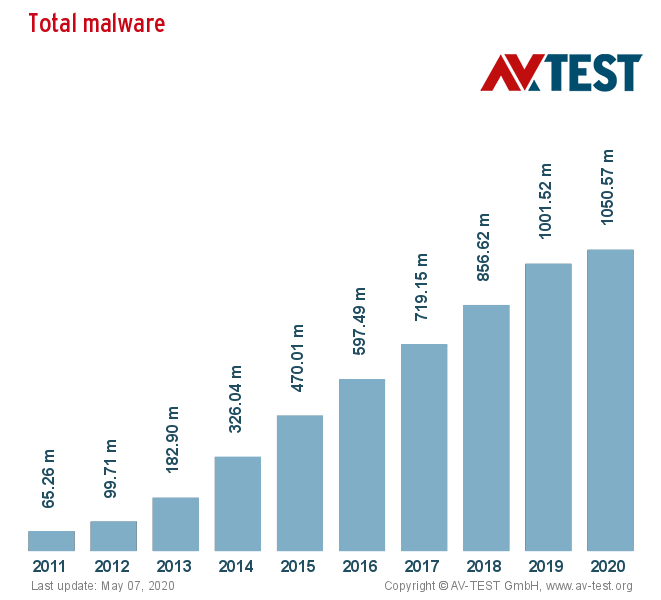 Total malware
AVTEST
65.26 m
99.71 m
182.90 m
326.04 m
470.01 m
597.49 m
719.15 m
856.62 m
1001.52 m
1050.57 m
2011 2012 2013 2014 2015 2016 2017 2018 2019 2020
Last update: May 07, 2020
Copyright © AV-TEST GmbH, www.av-test.org